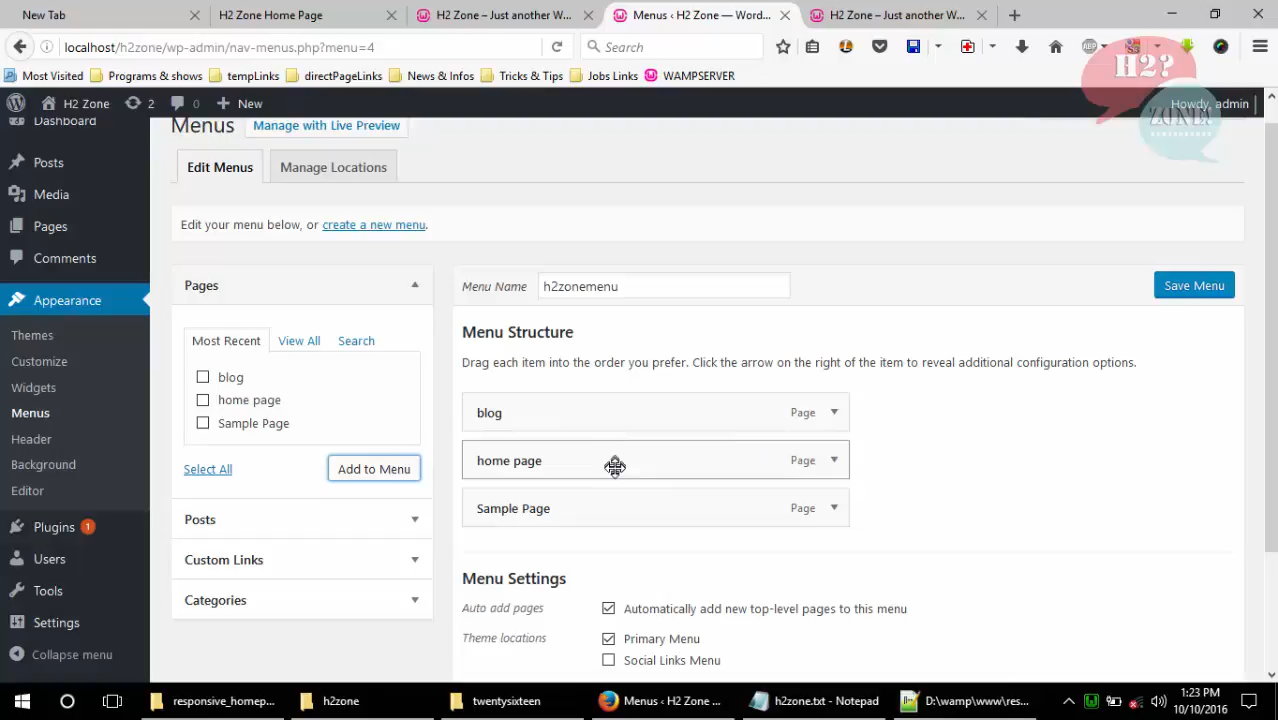 New Tab
H2 Zone Home Page
H2 Zone – Just another W...
Menus ‹ H2 Zone — Word...
H2 Zone – Just another W...
localhost/h2zone/wp-admin/nav-menus.php?menu=4
Search
ABP
Most Visited
Programs & shows
tempLinks
directPageLinks
News & Infos
Tricks & Tips
Jobs Links
WAMPSERVER
H2?
ZONE!
H2 Zone
2
0
New
Howdy, admin
Dashboard
Posts
Media
Pages
Comments
Appearance
Themes
Customize
Widgets
Menus
Header
Background
Editor
Plugins 1
Users
Tools
Settings
Collapse menu
Menus
Manage with Live Preview
Edit Menus
Manage Locations
Edit your menu below, or create a new menu.
Pages
Most Recent
View All
Search
blog
home page
Sample Page
Select All
Add to Menu
Posts
Custom Links
Categories
Menu Name
h2zonemenu
Save Menu
Menu Structure
Drag each item into the order you prefer. Click the arrow on the right of the item to reveal additional configuration options.
blog Page
home page Page
Sample Page Page
Menu Settings
Auto add pages
Automatically add new top-level pages to this menu
Theme locations
Primary Menu
Social Links Menu
responsive_homep...
h2zone
twentysixteen
Menus ‹ H2 Zone ...
h2zone.txt - Notepad
D:\wamp\www\res...
1:23 PM
10/10/2016